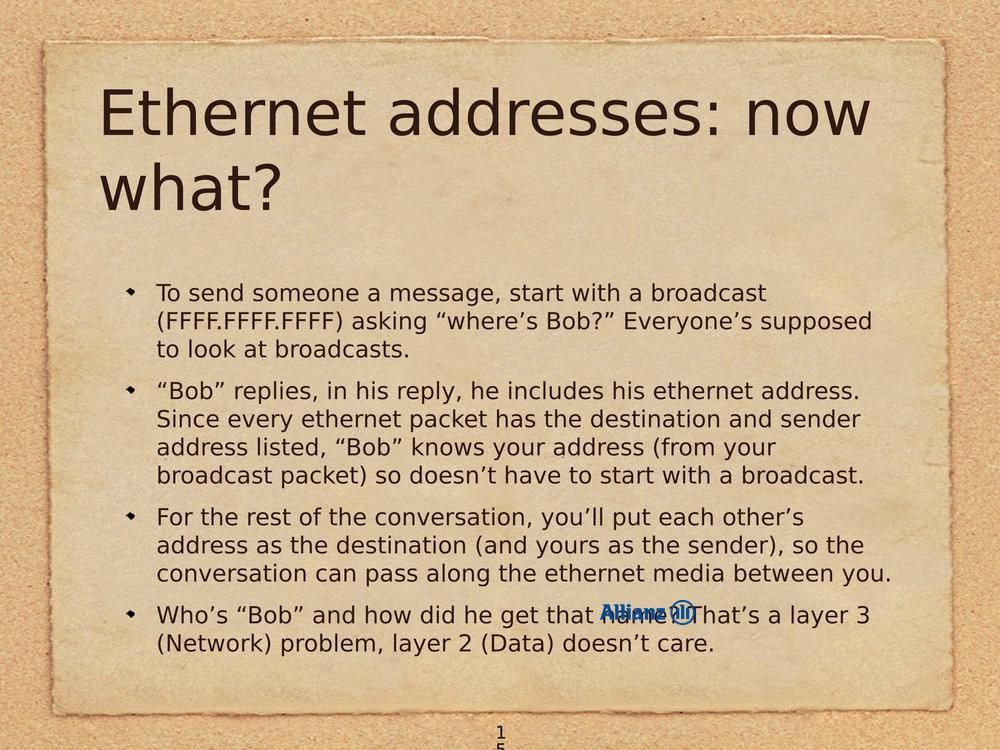 Ethernet addresses: now
what?
To send someone a message, start with a broadcast
(FFFF.FFFF.FFFF) asking “where’s Bob?” Everyone’s supposed
to look at broadcasts.
“Bob” replies, in his reply, he includes his ethernet address.
Since every ethernet packet has the destination and sender
address listed, “Bob” knows your address (from your
broadcast packet) so doesn’t have to start with a broadcast.
For the rest of the conversation, you’ll put each other’s
address as the destination (and yours as the sender), so the
conversation can pass along the ethernet media between you.
Who’s “Bob” and how did he get that name? That’s a layer 3
Allianz
(Network) problem, layer 2 (Data) doesn’t care.
1
5